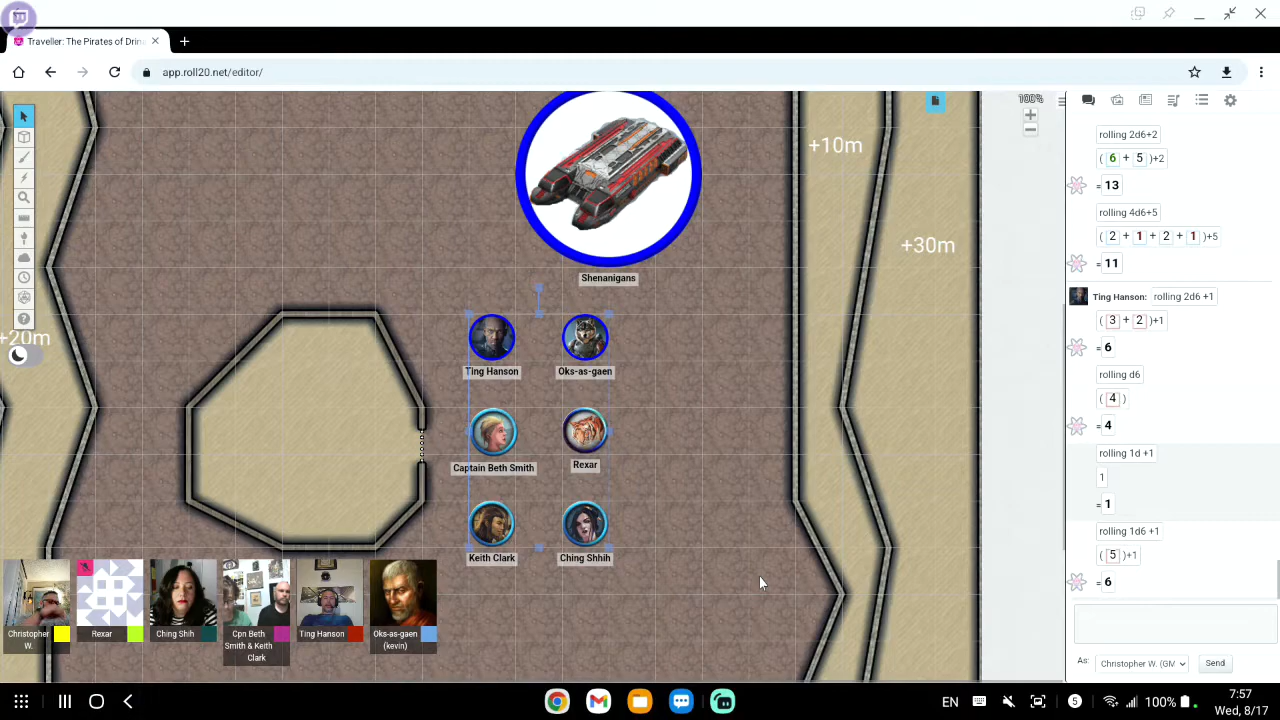 Traveller: The Pirates of Drina
app.roll20.net/editor/
100%
+10m
+30m
+20m
Shenanigans
Ting Hanson
Oks-as-gaen
Captain Beth Smith
Rexar
Keith Clark
Ching Shhih
Christopher
W.
Rexar
Ching Shih
Cpn Beth
Smith & Keith
Clark
Ting Hanson
Oks-as-gaen
(kevin)
rolling 2d6+2
( 6 + 5 )+2
= 13
rolling 4d6+5
( 2 + 1 + 2 + 1 )+5
= 11
Ting Hanson: rolling 2d6 +1
( 3 + 2 )+1
= 6
rolling d6
( 4 )
= 4
rolling 1d +1
1
= 1
rolling 1d6 +1
( 5 )+1
= 6
As: Christopher W. (GM Send
EN 5 100% 7:57
Wed, 8/17